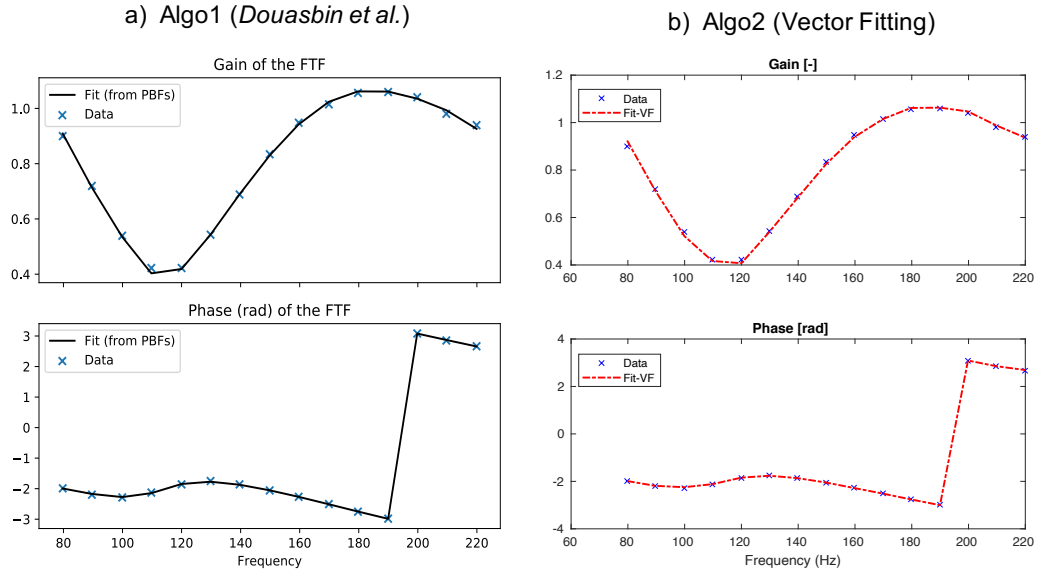 a) Algo1 (Douasbin et al.)
Gain of the FTF
Fit (from PBFs)
Data
1.0
0.8
0.6
0.4
Phase (rad) of the FTF
Fit (from PBFs)
Data
3
2
1
0
−1
−2
−3
80 100 120 140 160 180 200 220
Frequency
b) Algo2 (Vector Fitting)
Gain [-]
Data
Fit-VF
1.2
1
0.8
0.6
0.4
60 80 100 120 140 160 180 200 220
Phase [rad]
Data
Fit-VF
4
2
0
-2
-4
60 80 100 120 140 160 180 200 220
Frequency (Hz)